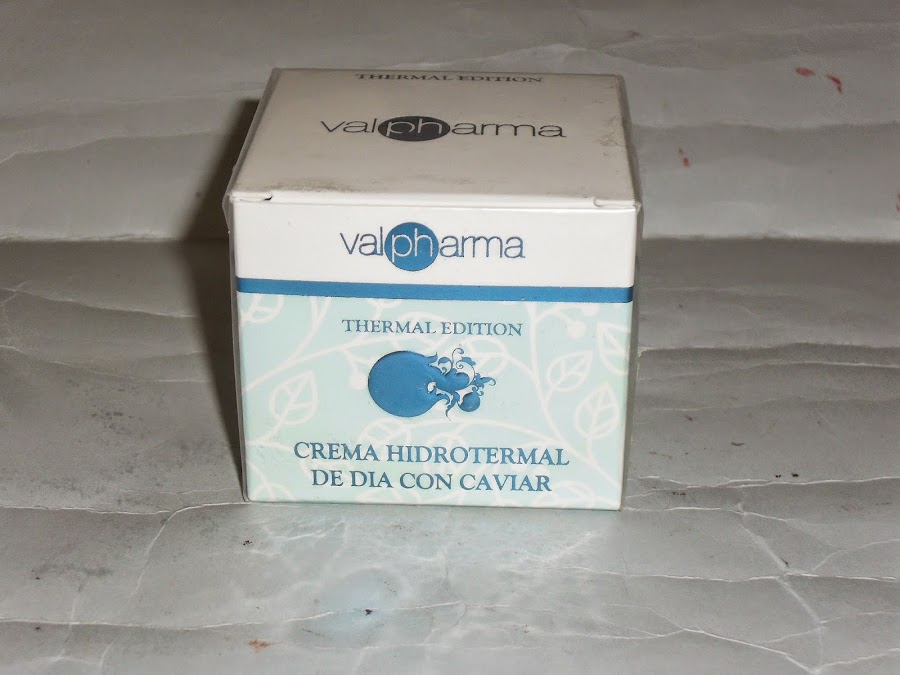 THERMAL EDITION
valpharma
valpharma
THERMAL EDITION
CREMA HIDROTERMAL
DE DIA CON CAVIAR